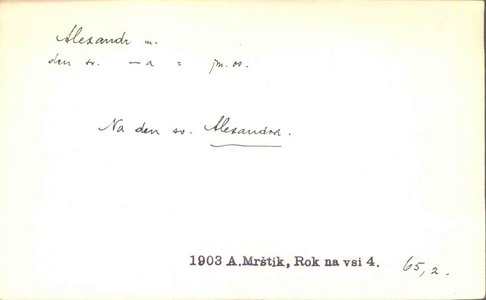 Alexandr m.
den sv. — a = jm. os.
Na den sv. Alexandra.
1903 A.Mrštík, Rok na vsi 4. 65, 2.